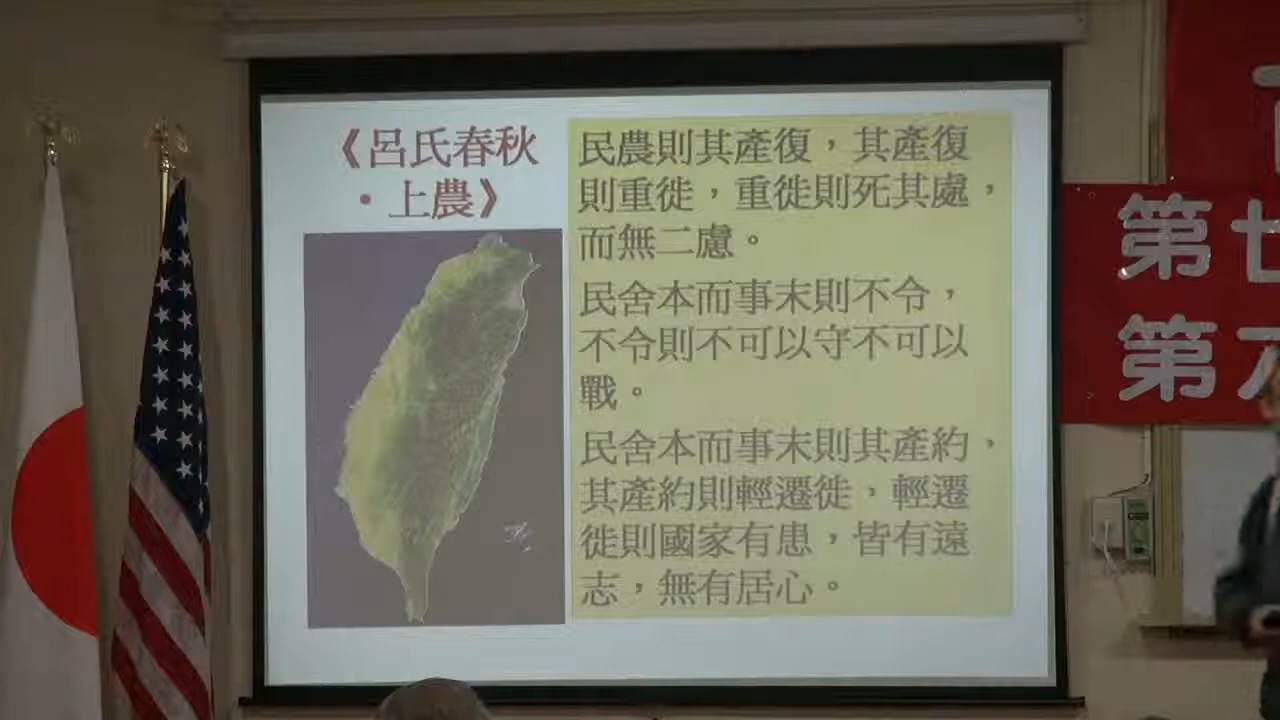 《呂氏春秋
·上農》
民農則其產復，其產復
則重徙，重徙則死其處，
而無二慮。
民舍本而事末則不令，
不令則不可以守不可以
戰。
民舍本而事末則其產約，
其產約則輕遷徙，輕遷
徙則國家有患，皆有遠
志，無有居心。
第廿
第